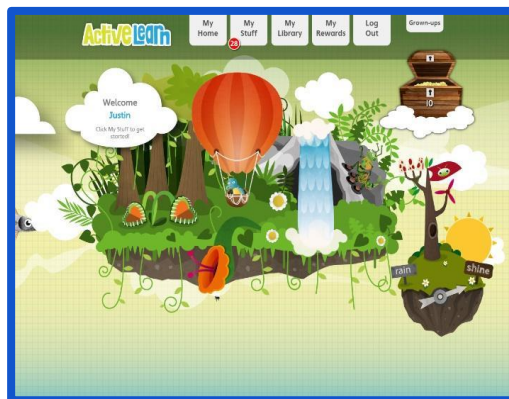 ActiveLearn
My Home
My Stuff
28
My Library
My Rewards
Log Out
Grown-ups
Welcome
Justin
Click My Stuff to get
started!
10
rain
shine